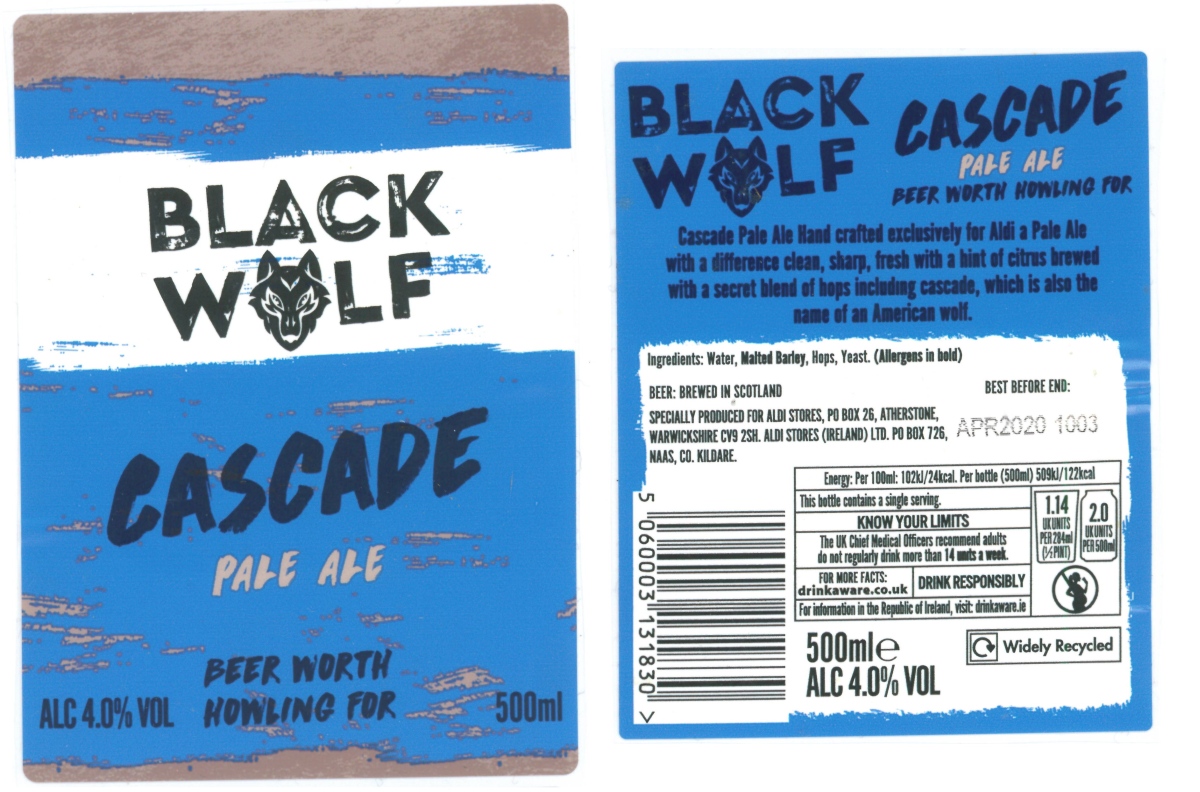 BLACK
WOLF
CASCADE
PALE ALE
BEER WORTH
HOWLING FOR
ALC 4.0% VOL
500ml
BLACK
WOLF
CASCADE
PALE ALE
BEER WORTH HOWLING FOR
Cascade Pale Ale Hand crafted exclusively for Aldi a Pale Ale
with a difference clean, sharp, fresh with a hint of citrus brewed
with a secret blend of hops including cascade, which is also the
name of an American wolf.
Ingredients: Water, Malted Barley, Hops, Yeast. (Allergens in bold)
BEER: BREWED IN SCOTLAND
BEST BEFORE END:
SPECIALLY PRODUCED FOR ALDI STORES, PO BOX 26, ATHERSTONE,
WARWICKSHIRE CV9 2SH. ALDI STORES (IRELAND) LTD. PO BOX 726,
NAAS, CO. KILDARE.
APR2020 1003
Energy: Per 100ml: 102kJ/24kcal. Per bottle (500ml) 509kJ/122kcal
This bottle contains a single serving.
KNOW YOUR LIMITS
The UK Chief Medical Officers recommend adults
do not regularly drink more than 14 units a week.
FOR MORE FACTS:
drinkaware.co.uk
DRINK RESPONSIBLY
For information in the Republic of Ireland, visit: drinkaware.ie
1.14
UK UNITS
PER 284ml
(½ PINT)
2.0
UK UNITS
PER 500ml
500ml e
ALC 4.0% VOL
Widely Recycled
5 060003 131830 >